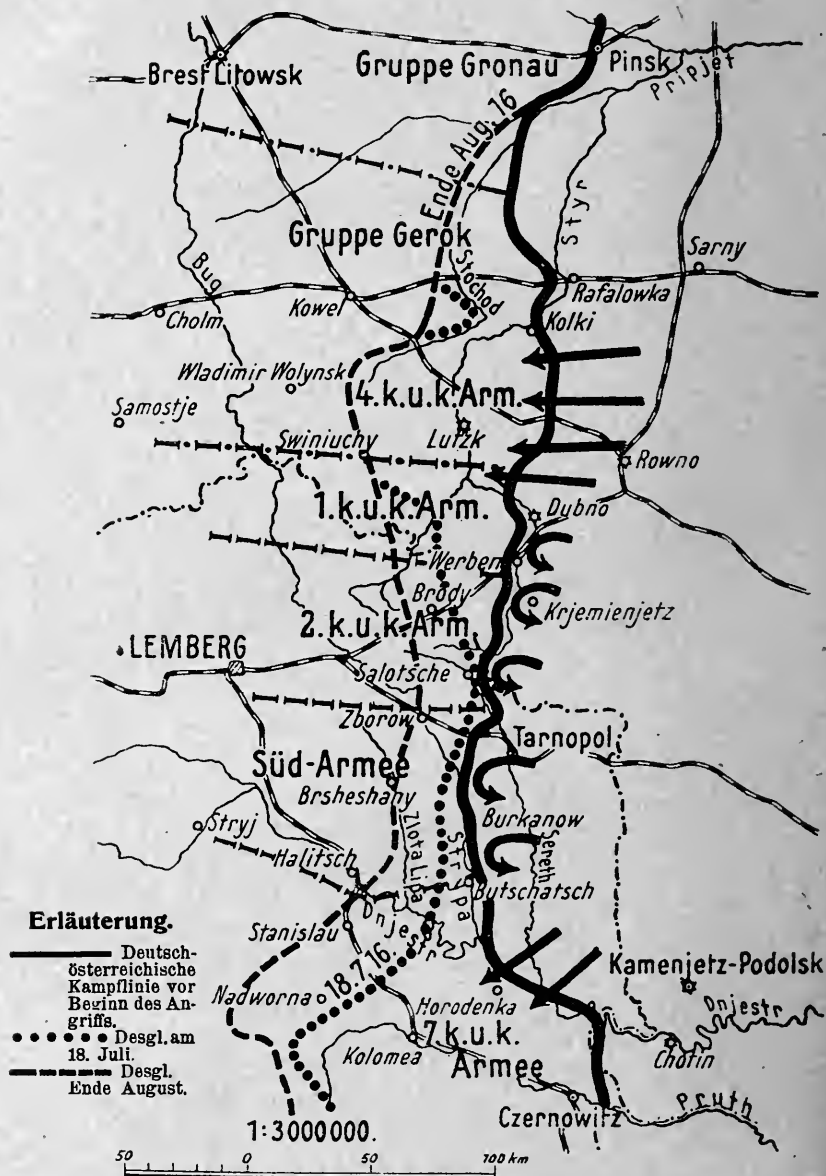 Gruppe Gronau
Pinsk
Brest Litowsk
Pripjet
Ende Aug. 16
Gruppe Gerok
Styr
Stochod
Sarny
Bug
Rafalowka
Kowel
Cholm
Kolki
Wladimir Wolynsk
4.k.u.k.Arm.
Samostje
Lutzk
Swiniuchy
Rowno
1.k.u.k.Arm.
Dubno
Werben
Brody
Krjemienjetz
2.k.u.k.Arm.
LEMBERG
Salotsche
Zborow
Tarnopol
Süd-Armee
Brsheshany
Zlota Lipa
Strypa
Burkanow
Sereth
Stryj
Halitsch
Butschatsch
Dnjestr
Stanislau
18.7.16.
Kamenjetz-Podolsk
Nadworna
Horodenka
Dnjestr
7.k.u.k.
Armee
Kolomea
Chotin
Czernowitz
Pruth
Erläuterung.
Deutsch-
österreichische
Kampflinie vor
Beginn des An-
griffs.
Desgl. am
18. Juli.
Desgl.
Ende August.
1:3000000.
50 0 50 100 km